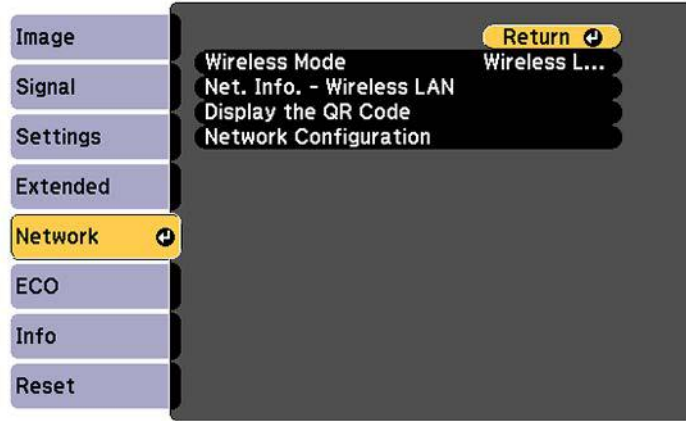 Image
Signal
Settings
Extended
Network
ECO
Info
Reset
Return
Wireless Mode Wireless L...
Net. Info. - Wireless LAN
Display the QR Code
Network Configuration